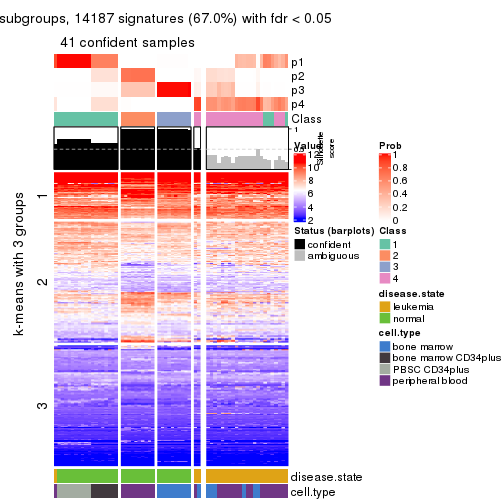 subgroups, 14187 signatures (67.0%) with fdr < 0.05
41 confident samples
p1
p2
p3
p4
Class
1
0.5
0
Silhouette
score
k-means with 3 groups
1
2
3
disease.state
cell.type
Value
12
10
8
6
4
2
Status (barplots)
confident
ambiguous
Prob
1
0.8
0.6
0.4
0.2
0
Class
1
2
3
4
disease.state
leukemia
normal
cell.type
bone marrow
bone marrow CD34plus
PBSC CD34plus
peripheral blood